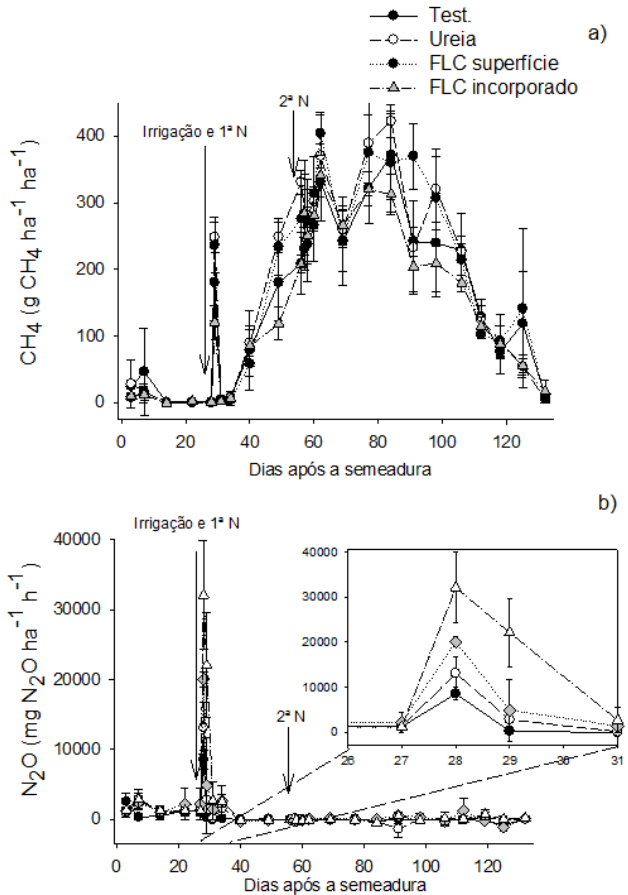 Test.
Ureia
FLC superfície
FLC incorporado
a)
2ª N
Irrigação e 1ª N
400
300
200
100
0
CH₄ (g CH₄ ha⁻¹ ha⁻¹)
0 20 40 60 80 100 120
Dias após a semeadura
b)
Irrigação e 1ª N
40000
30000
20000
10000
0
N₂O (mg N₂O ha⁻¹ h⁻¹)
2ª N
40000
30000
20000
10000
0
26 27 28 29 30 31
0 20 40 60 80 100 120
Dias após a semeadura